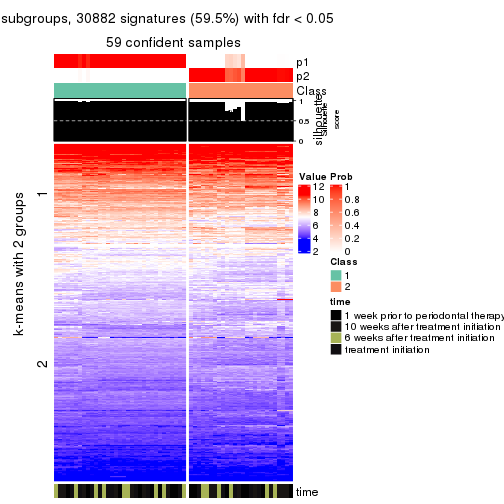 subgroups, 30882 signatures (59.5%) with fdr < 0.05
59 confident samples
p1
p2
Class
silhouette
Silhouette
score
1
0.5
0
k-means with 2 groups
1
2
Value
12
10
8
6
4
2
Prob
1
0.8
0.6
0.4
0.2
0
Class
1
2
time
1 week prior to periodontal therapy
10 weeks after treatment initiation
6 weeks after treatment initiation
treatment initiation
time